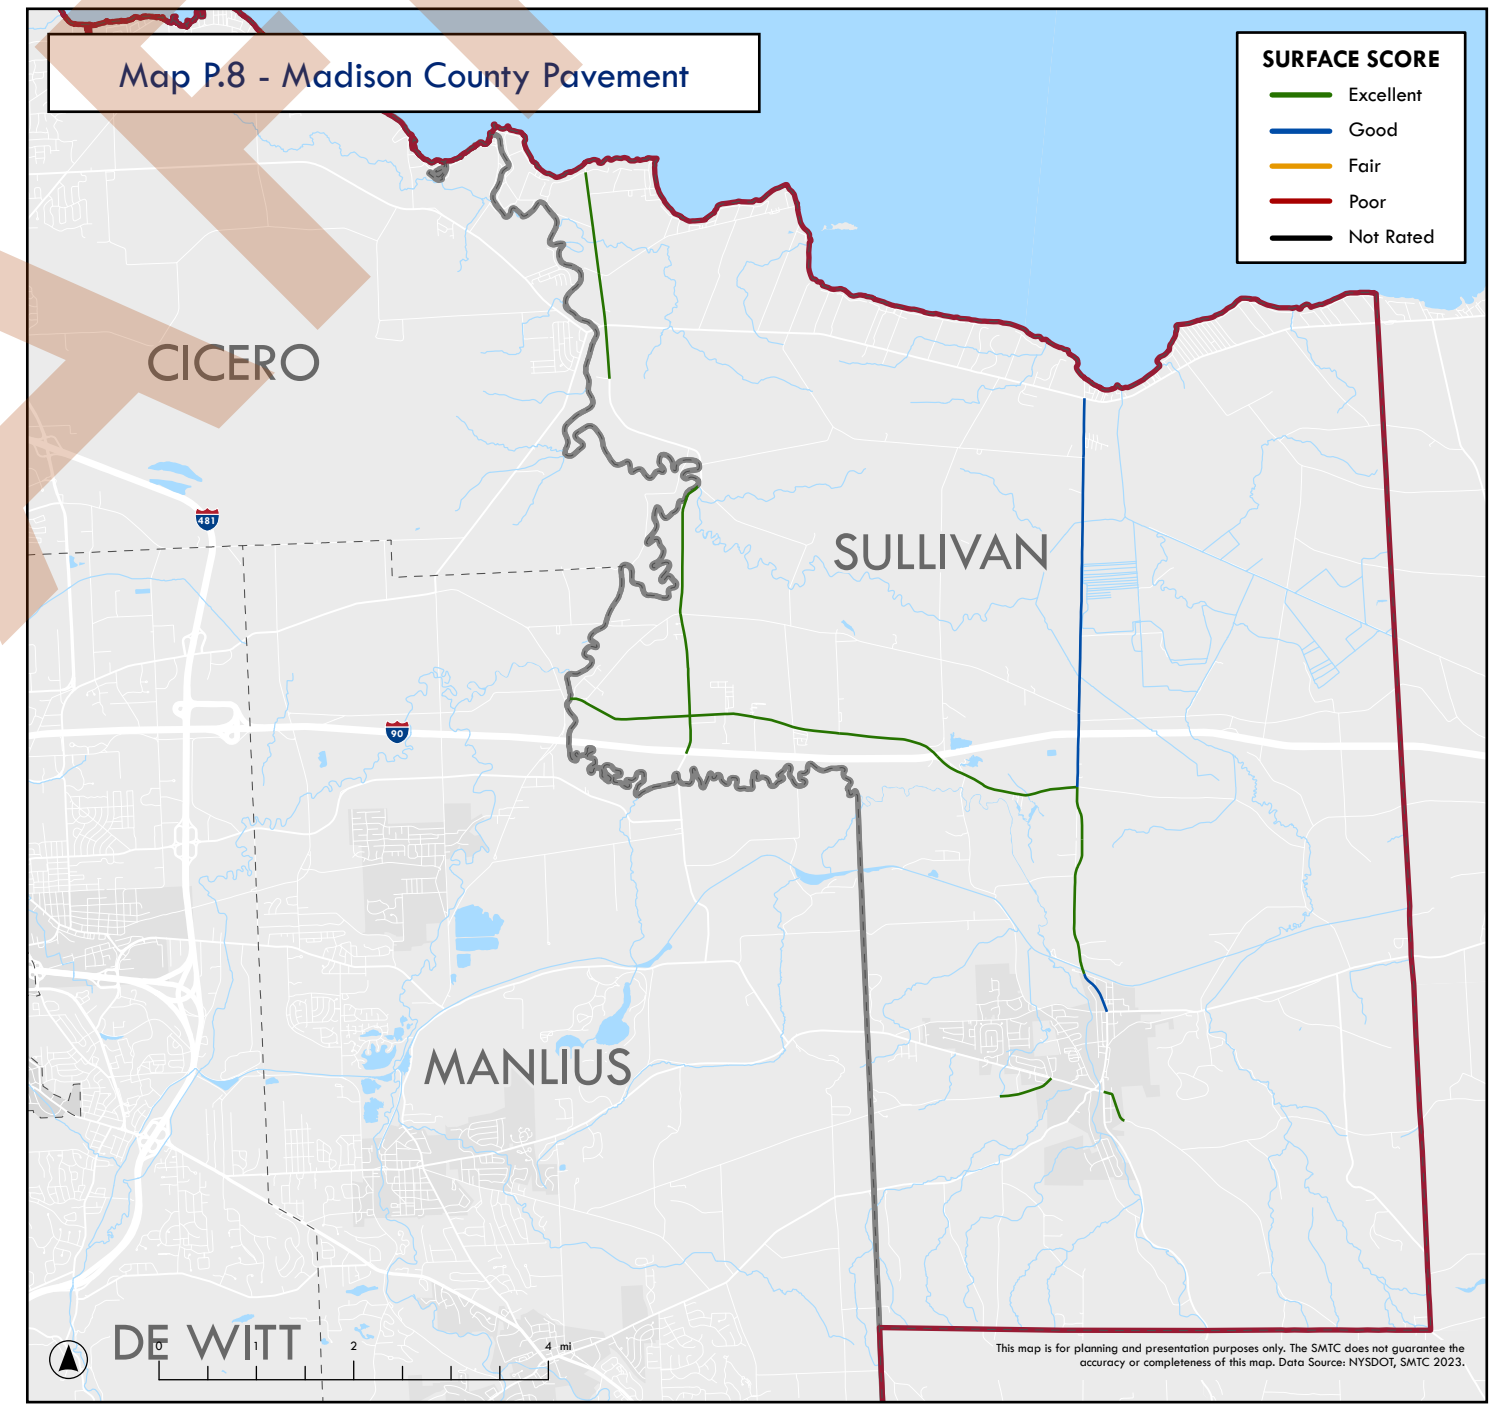 Map P.8 - Madison County Pavement
SURFACE SCORE
Excellent
Good
Fair
Poor
Not Rated
CICERO
481
SULLIVAN
90
MANLIUS
DE WITT
0 1 2 4 mi
This map is for planning and presentation purposes only. The SMTC does not guarantee the
accuracy or completeness of this map. Data Source: NYSDOT, SMTC 2023.